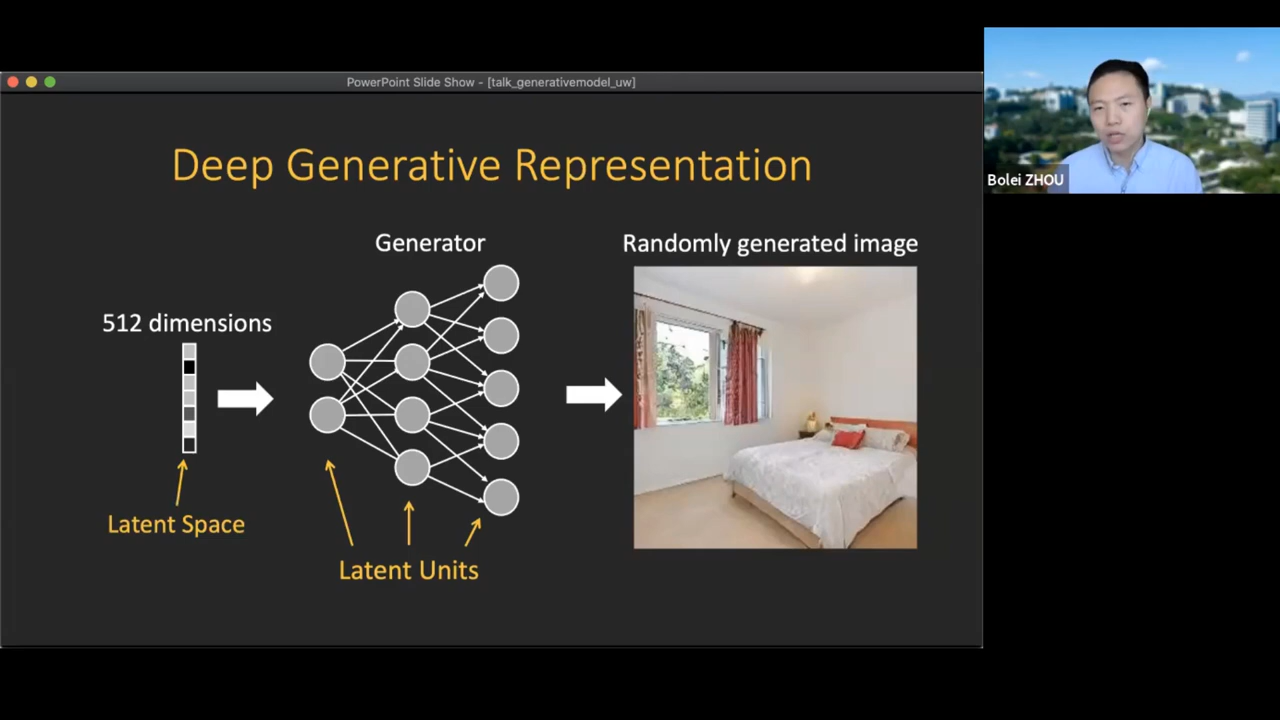 PowerPoint Slide Show - [talk_generativemodel_uw]
Bolei ZHOU
Deep Generative Representation
Generator
Randomly generated image
512 dimensions
Latent Space
Latent Units